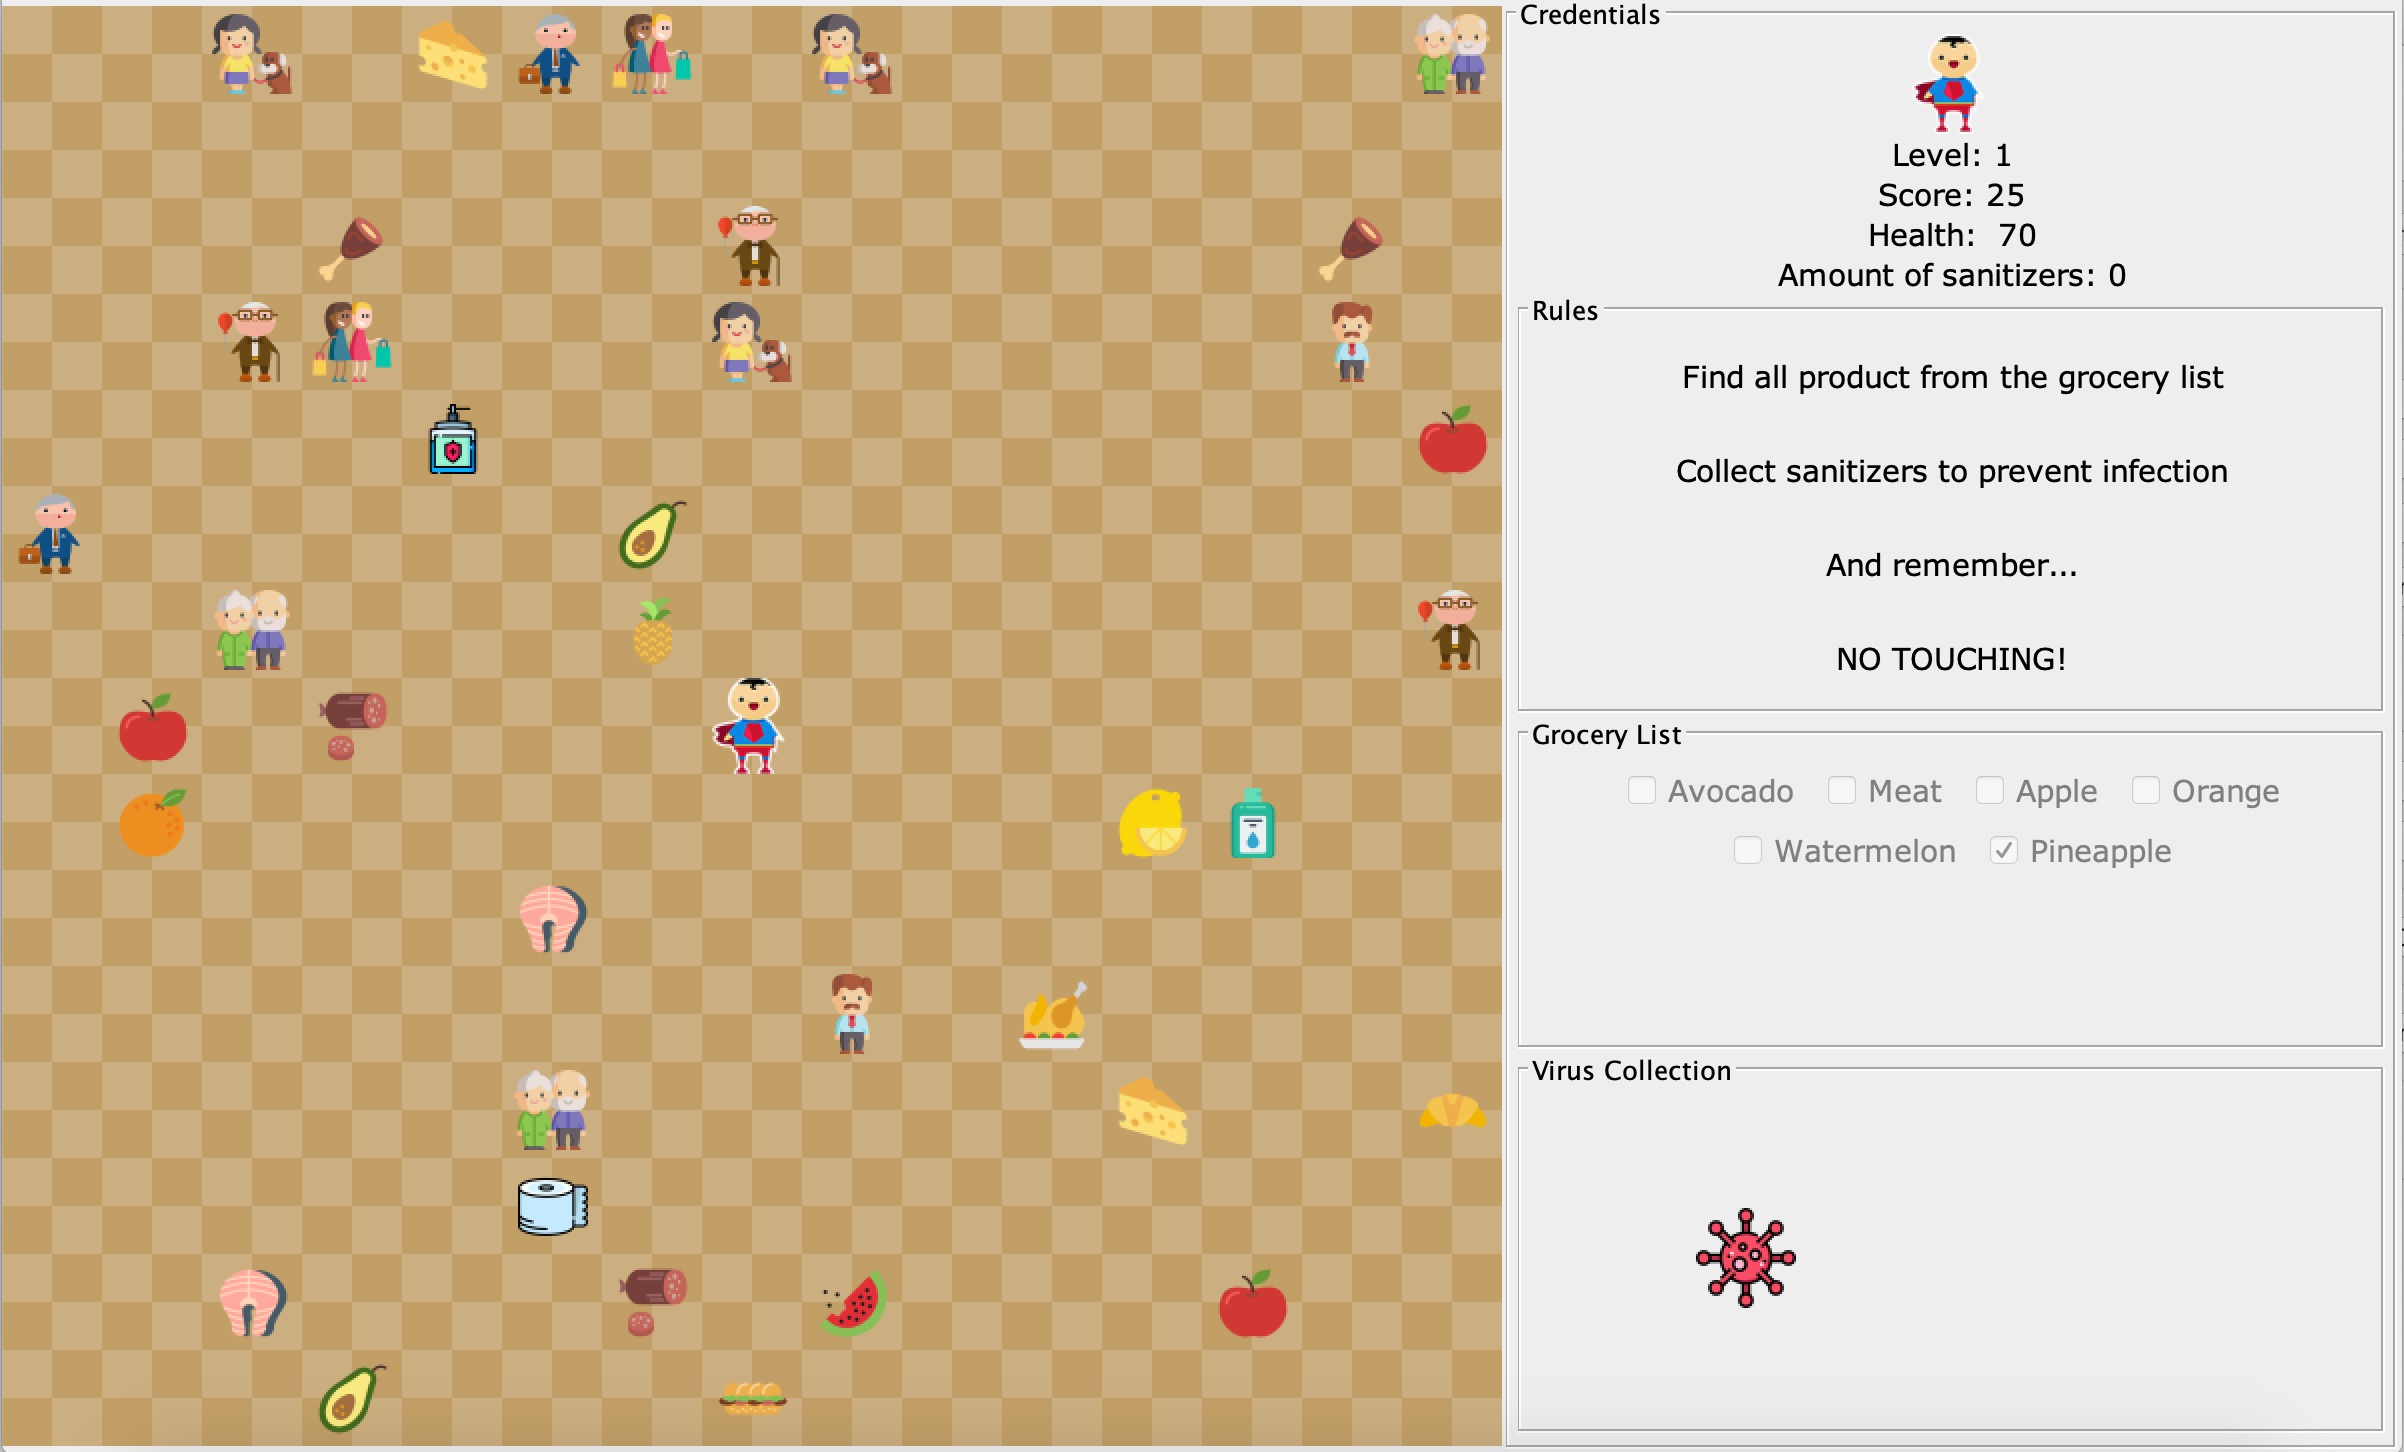 Credentials
Level: 1
Score: 25
Health: 70
Amount of sanitizers: 0
Rules
Find all product from the grocery list
Collect sanitizers to prevent infection
And remember...
NO TOUCHING!
Grocery List
Avocado Meat Apple Orange
Watermelon Pineapple
Virus Collection